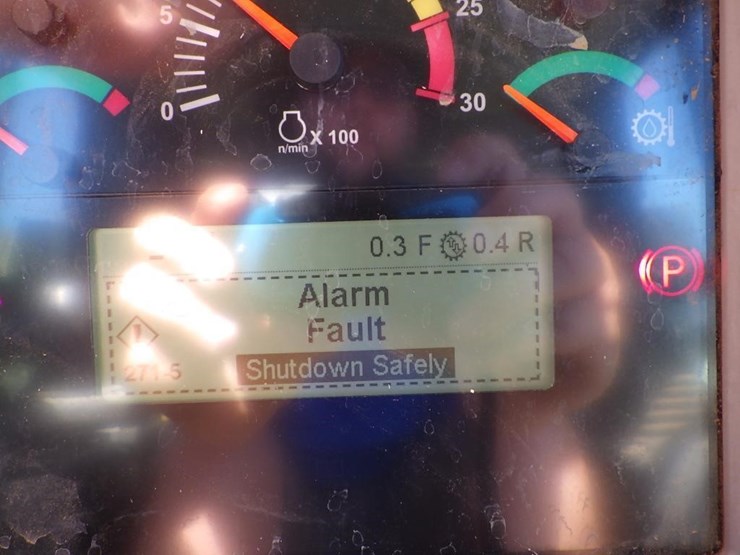 5
25
0
30
n/min X 100
0.3 F 0.4 R
Alarm
Fault
271-5
Shutdown Safely
P